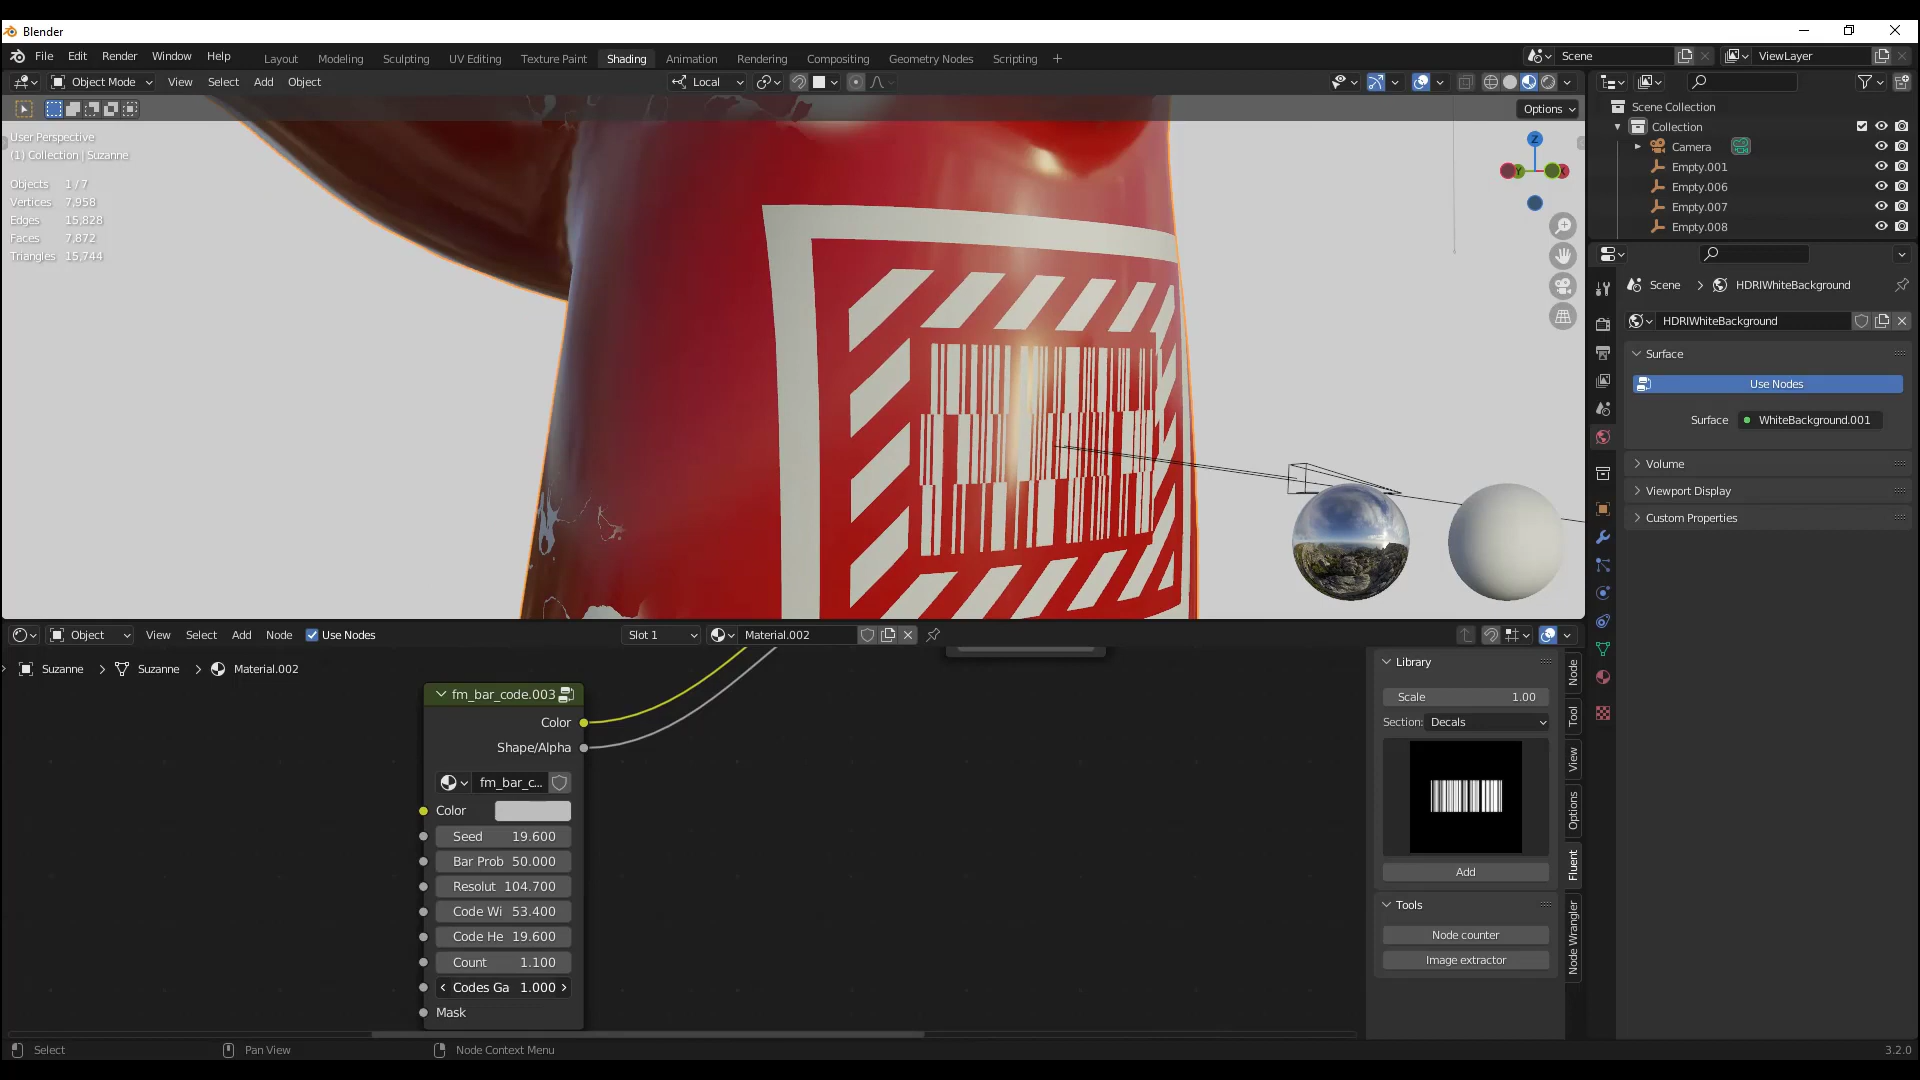 Blender
File Edit Render Window Help Layout Modeling Sculpting UV Editing Texture Paint Shading Animation Rendering Compositing Geometry Nodes Scripting + Scene ViewLayer
Object Mode View Select Add Object Local
Options
User Perspective
(1) Collection | Suzanne
Objects 1 / 7
Vertices 7,958
Edges 15,828
Faces 7,872
Triangles 15,744
Z
Y X
Scene Collection
Collection
Camera
Empty.001
Empty.006
Empty.007
Empty.008
Scene > HDRIWhiteBackground
HDRIWhiteBackground
Surface
Use Nodes
Surface WhiteBackground.001
Volume
Viewport Display
Custom Properties
Object View Select Add Node Use Nodes Slot 1 Material.002
Suzanne > Suzanne > Material.002
fm_bar_code.003
Color
Shape/Alpha
fm_bar_c...
Color
Seed 19.600
Bar Prob 50.000
Resolut 104.700
Code Wi 53.400
Code He 19.600
Count 1.100
Codes Ga 1.000
Mask
Library
Scale 1.00
Section: Decals
Add
Tools
Node counter
Image extractor
Node
Tool
View
Options
Fluent
Node Wrangler
Select Pan View Node Context Menu 3.2.0